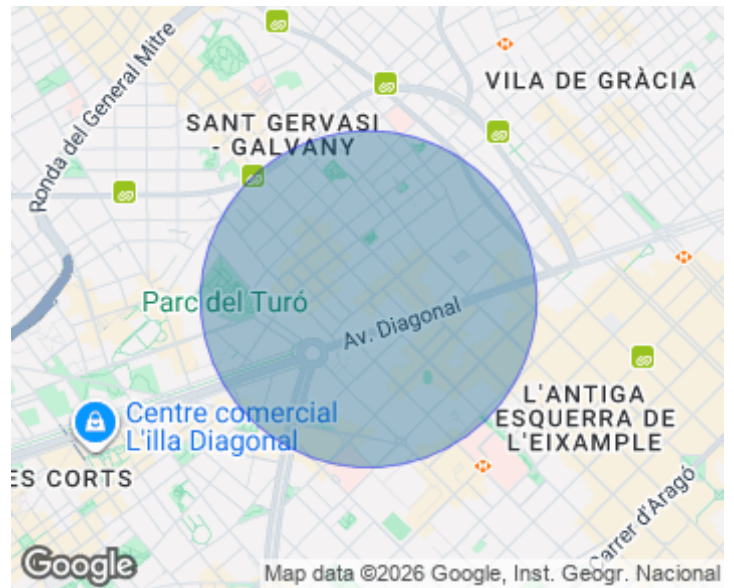 Ronda del General Mitre
VILA DE GRÀCIA
SANT GERVASI
- GALVANY
Parc del Turó
Av. Diagonal
Centre comercial
L'illa Diagonal
L'ANTIGA
ESQUERRA DE
L'EIXAMPLE
ES CORTS
Carrer d'Aragó
Google
Map data ©2026 Google, Inst. Geogr. Nacional